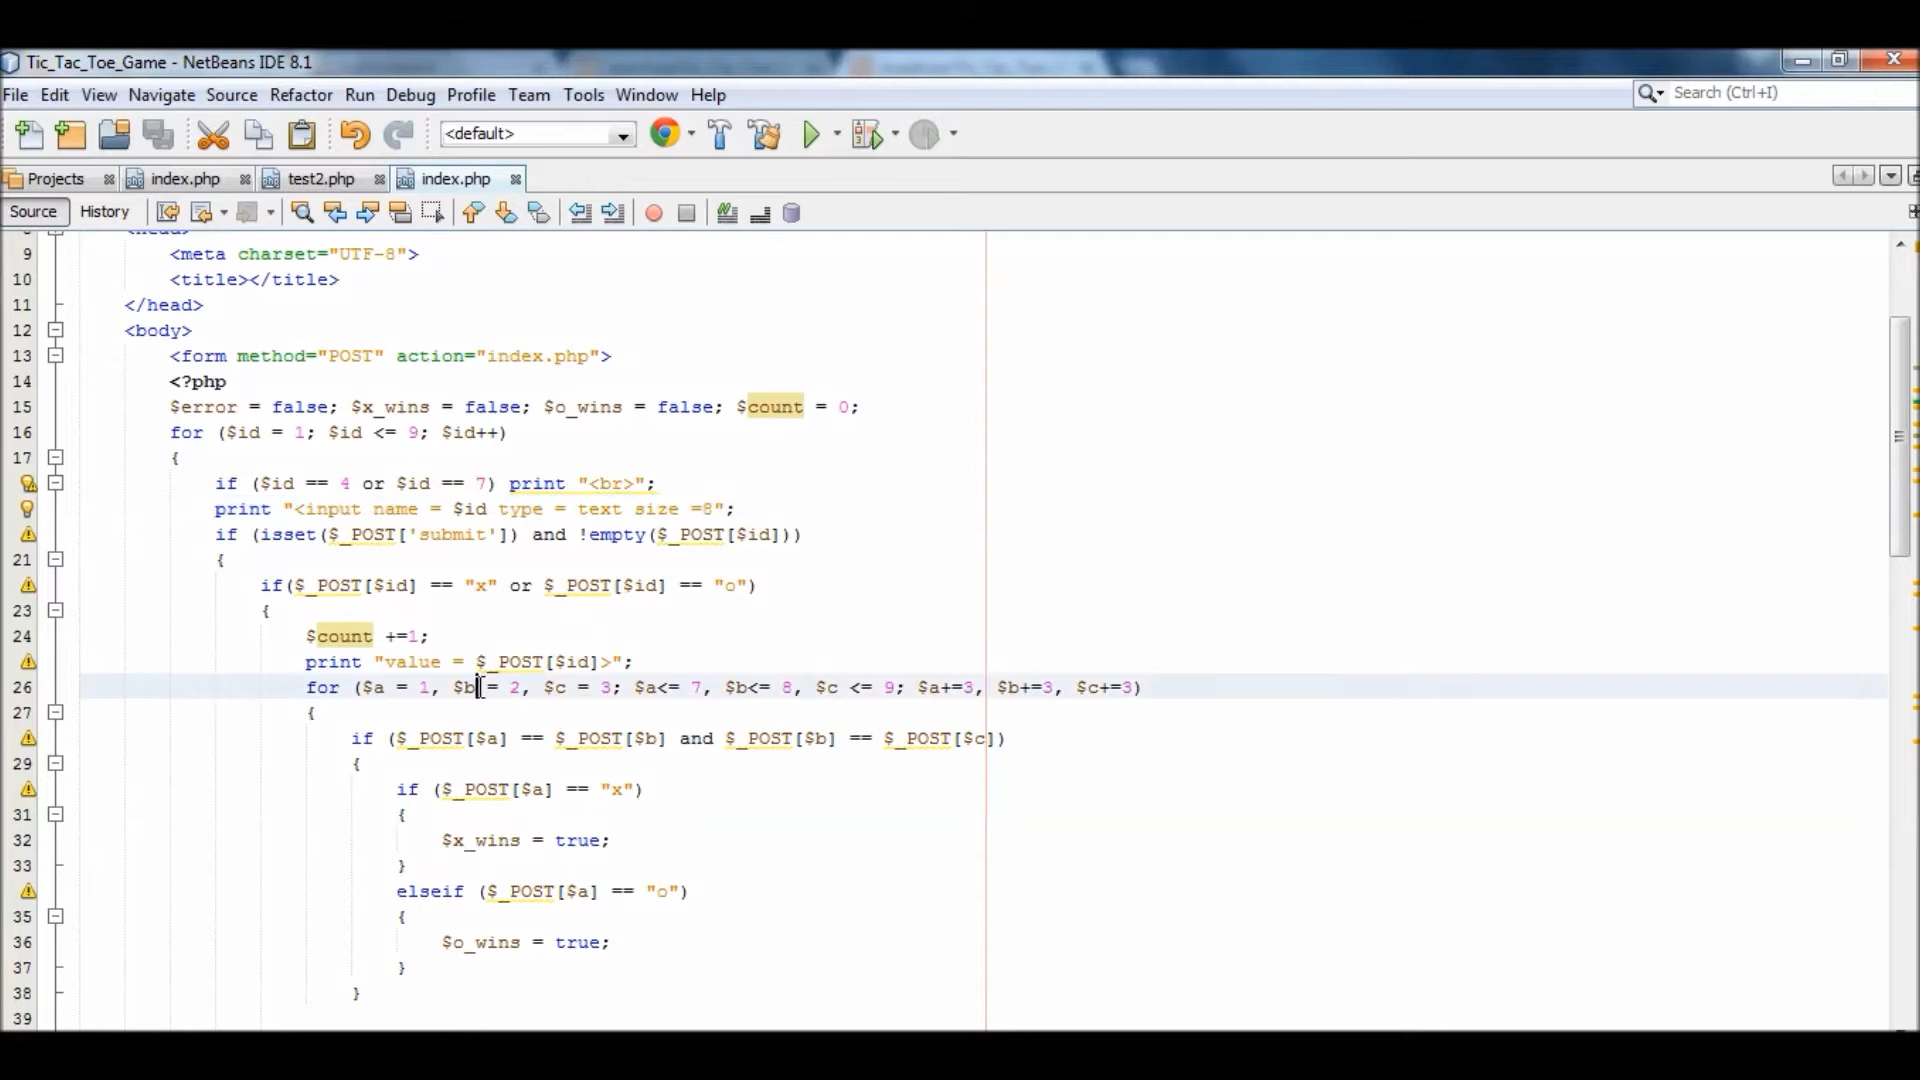 Tic_Tac_Toe_Game - NetBeans IDE 8.1
File Edit View Navigate Source Refactor Run Debug Profile Team Tools Window Help
Search (Ctrl+I)
<default>
Projects index.php test2.php index.php
Source History
<head>
9 <meta charset="UTF-8">
10 <title></title>
11 </head>
12 <body>
13 <form method="POST" action="index.php">
14 <?php
15 $error = false; $x_wins = false; $o_wins = false; $count = 0;
16 for ($id = 1; $id <= 9; $id++)
17 {
if ($id == 4 or $id == 7) print "<br>";
print "<input name = $id type = text size =8";
if (isset($_POST['submit']) and !empty($_POST[$id]))
21 {
if($_POST[$id] == "x" or $_POST[$id] == "o")
23 {
24 $count +=1;
print "value = $_POST[$id]>";
26 for ($a = 1, $b = 2, $c = 3; $a<= 7, $b<= 8, $c <= 9; $a+=3, $b+=3, $c+=3)
27 {
if ($_POST[$a] == $_POST[$b] and $_POST[$b] == $_POST[$c])
29 {
if ($_POST[$a] == "x")
31 {
32 $x_wins = true;
33 }
elseif ($_POST[$a] == "o")
35 {
36 $o_wins = true;
37 }
38 }
39